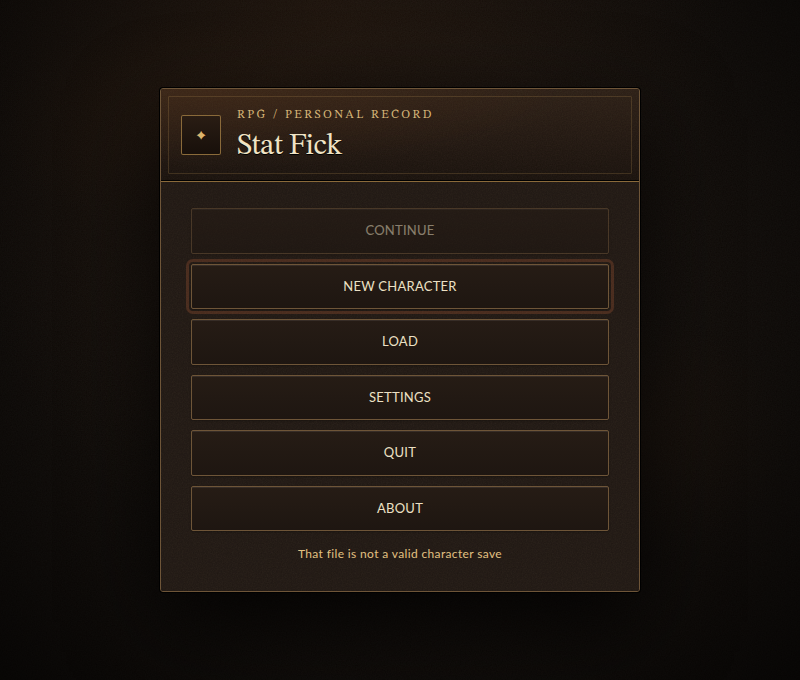 RPG / PERSONAL RECORD
Stat Fick
CONTINUE
NEW CHARACTER
LOAD
SETTINGS
QUIT
ABOUT
That file is not a valid character save